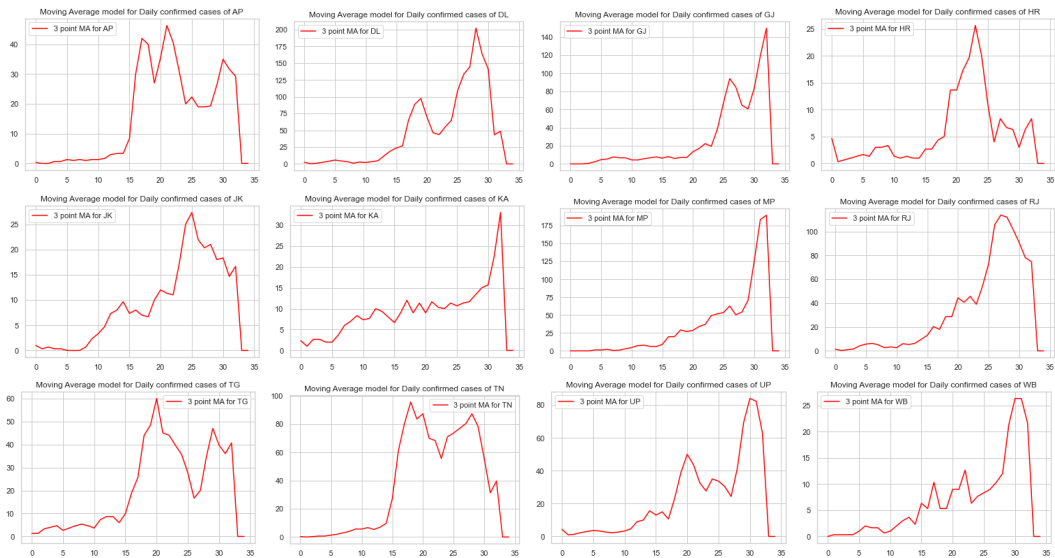 Moving Average model for Daily confirmed cases of AP
3 point MA for AP
40
30
20
10
0
0 5 10 15 20 25 30 35
Moving Average model for Daily confirmed cases of DL
3 point MA for DL
200
175
150
125
100
75
50
25
0
0 5 10 15 20 25 30 35
Moving Average model for Daily confirmed cases of GJ
3 point MA for GJ
140
120
100
80
60
40
20
0
0 5 10 15 20 25 30 35
Moving Average model for Daily confirmed cases of HR
3 point MA for HR
25
20
15
10
5
0
0 5 10 15 20 25 30 35
Moving Average model for Daily confirmed cases of JK
3 point MA for JK
25
20
15
10
5
0
0 5 10 15 20 25 30 35
Moving Average model for Daily confirmed cases of KA
3 point MA for KA
30
25
20
15
10
5
0
0 5 10 15 20 25 30 35
Moving Average model for Daily confirmed cases of MP
3 point MA for MP
175
150
125
100
75
50
25
0
0 5 10 15 20 25 30 35
Moving Average model for Daily confirmed cases of RJ
3 point MA for RJ
100
80
60
40
20
0
0 5 10 15 20 25 30 35
Moving Average model for Daily confirmed cases of TG
3 point MA for TG
60
50
40
30
20
10
0
0 5 10 15 20 25 30 35
Moving Average model for Daily confirmed cases of TN
3 point MA for TN
100
80
60
40
20
0
0 5 10 15 20 25 30 35
Moving Average model for Daily confirmed cases of UP
3 point MA for UP
80
60
40
20
0
0 5 10 15 20 25 30 35
Moving Average model for Daily confirmed cases of WB
3 point MA for WB
25
20
15
10
5
0
0 5 10 15 20 25 30 35